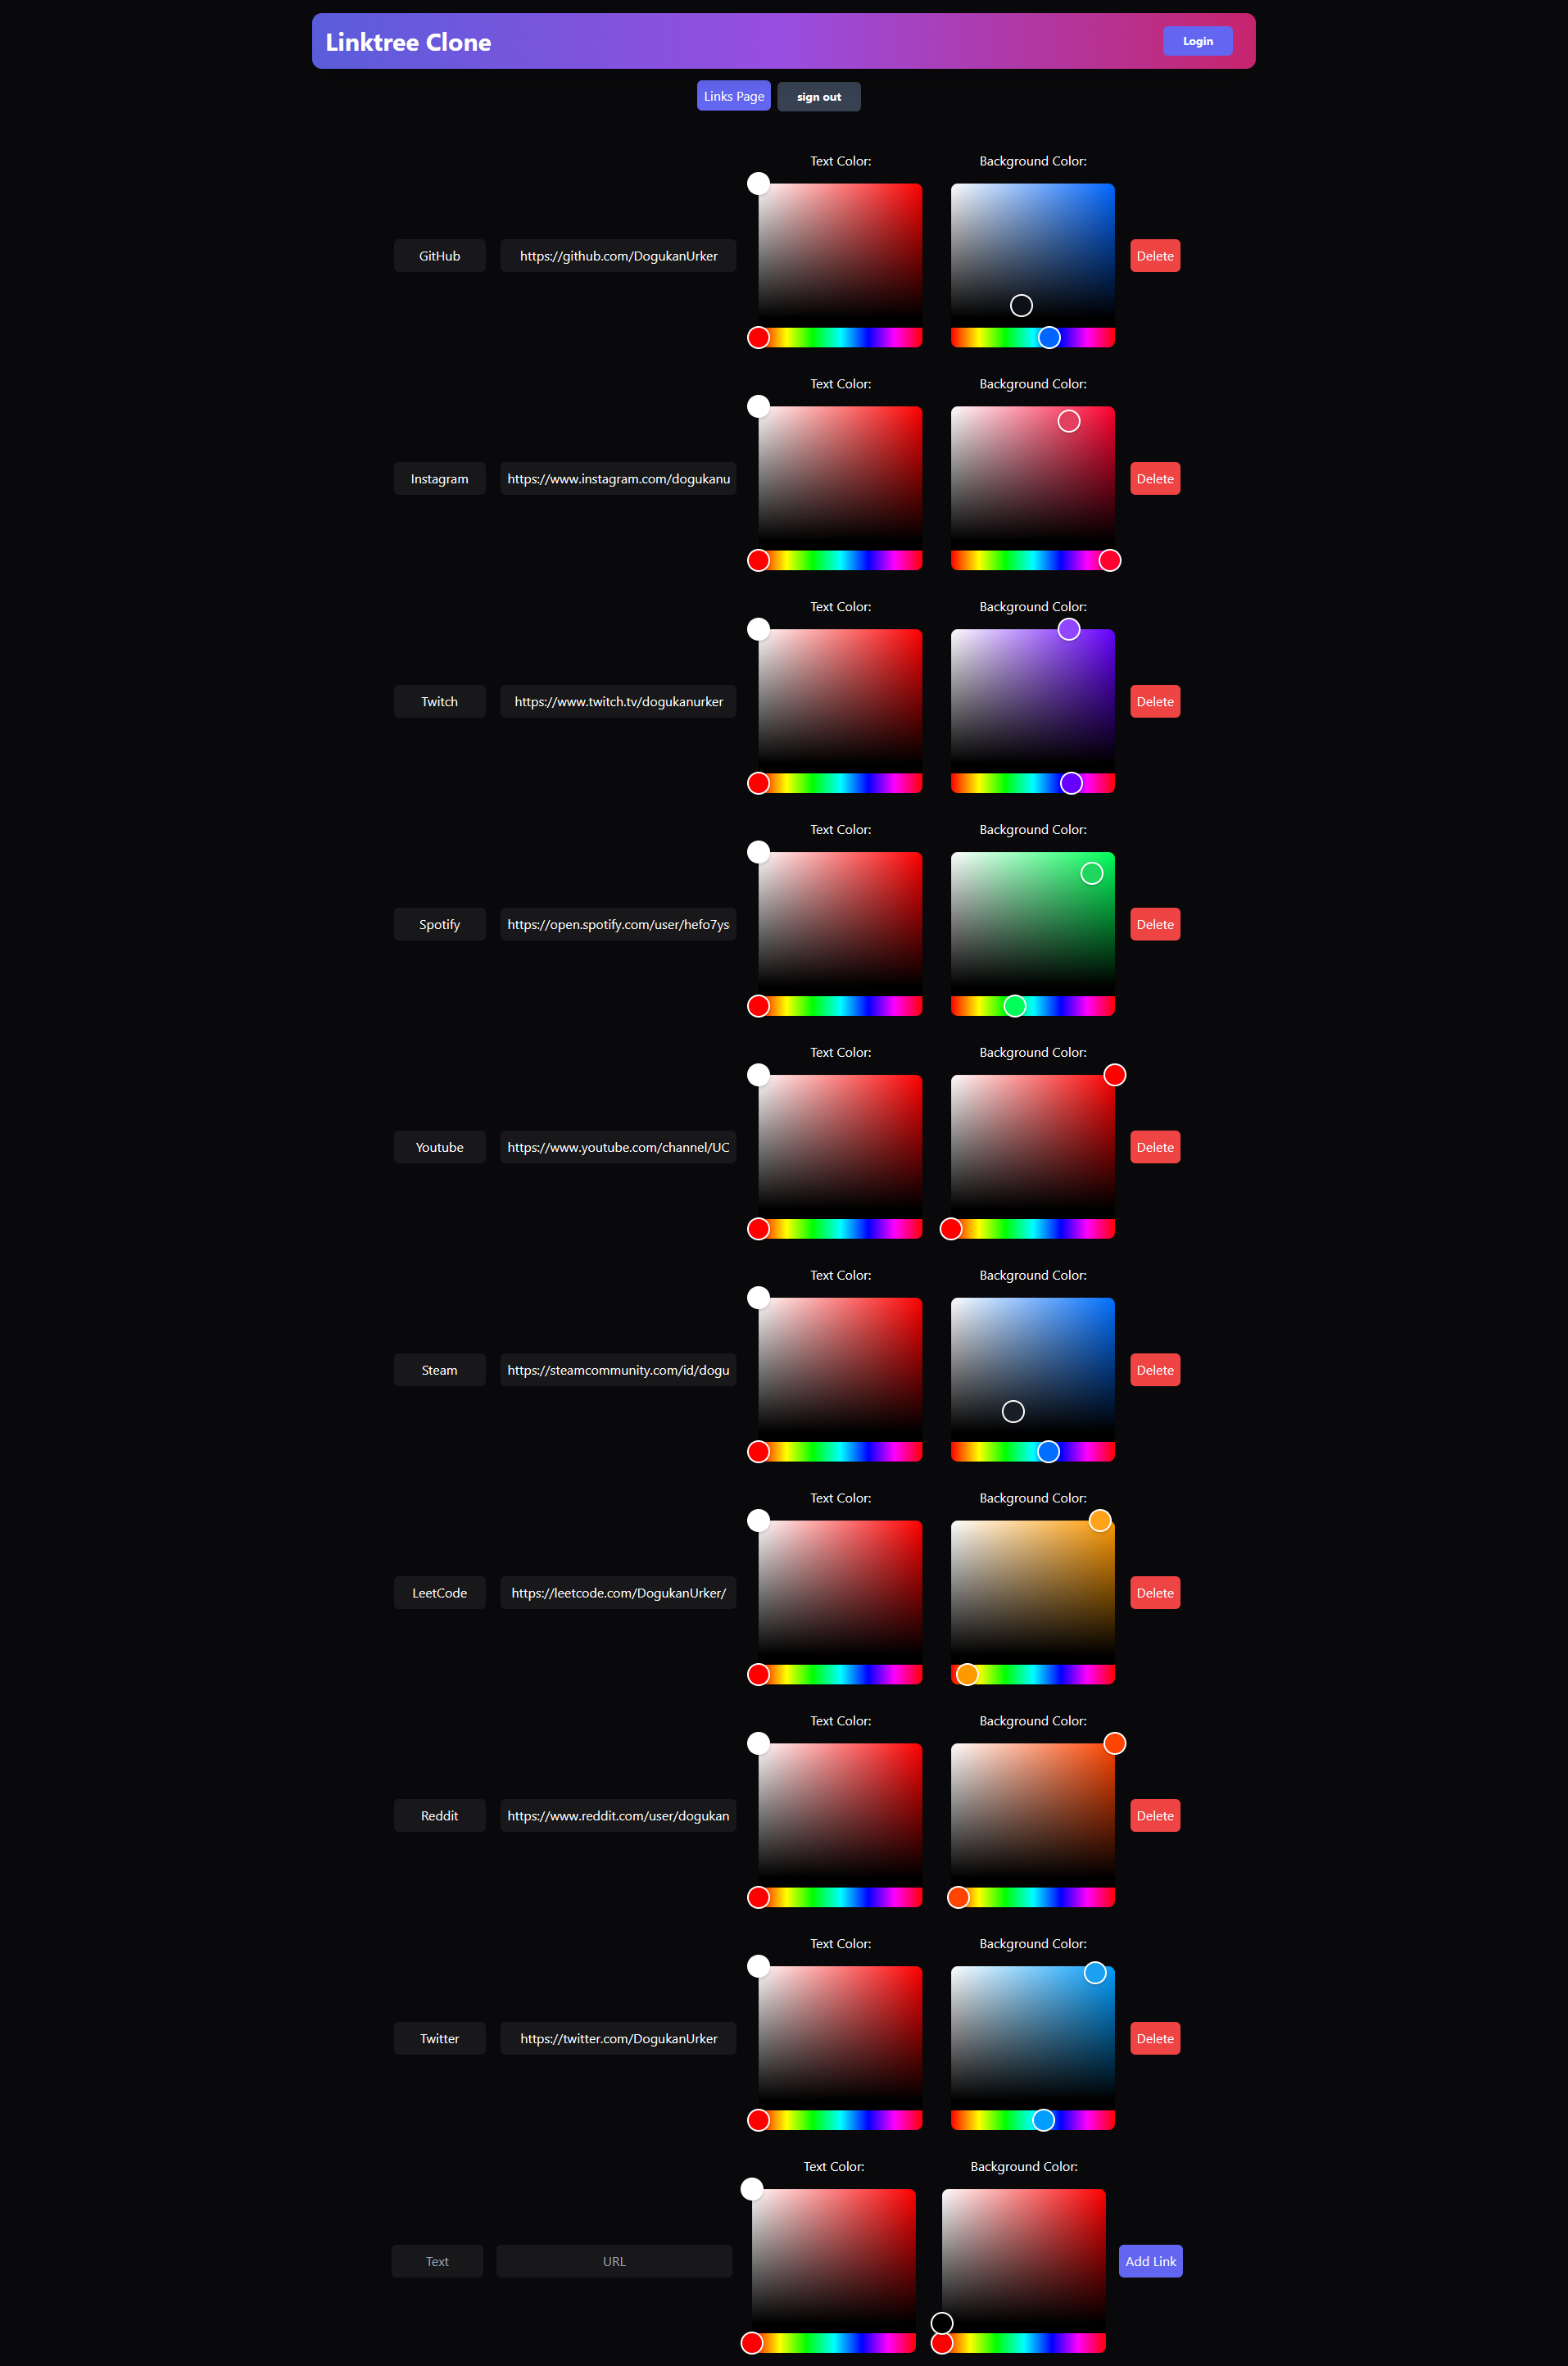 Linktree Clone
Login
Links Page
sign out
Text Color:
Background Color:
GitHub
https://github.com/DogukanUrker
Delete
Text Color:
Background Color:
Instagram
https://www.instagram.com/dogukanu
Delete
Text Color:
Background Color:
Twitch
https://www.twitch.tv/dogukanurker
Delete
Text Color:
Background Color:
Spotify
https://open.spotify.com/user/hefo7ys
Delete
Text Color:
Background Color:
Youtube
https://www.youtube.com/channel/UC
Delete
Text Color:
Background Color:
Steam
https://steamcommunity.com/id/dogu
Delete
Text Color:
Background Color:
LeetCode
https://leetcode.com/DogukanUrker/
Delete
Text Color:
Background Color:
Reddit
https://www.reddit.com/user/dogukan
Delete
Text Color:
Background Color:
Twitter
https://twitter.com/DogukanUrker
Delete
Text Color:
Background Color:
Text
URL
Add Link